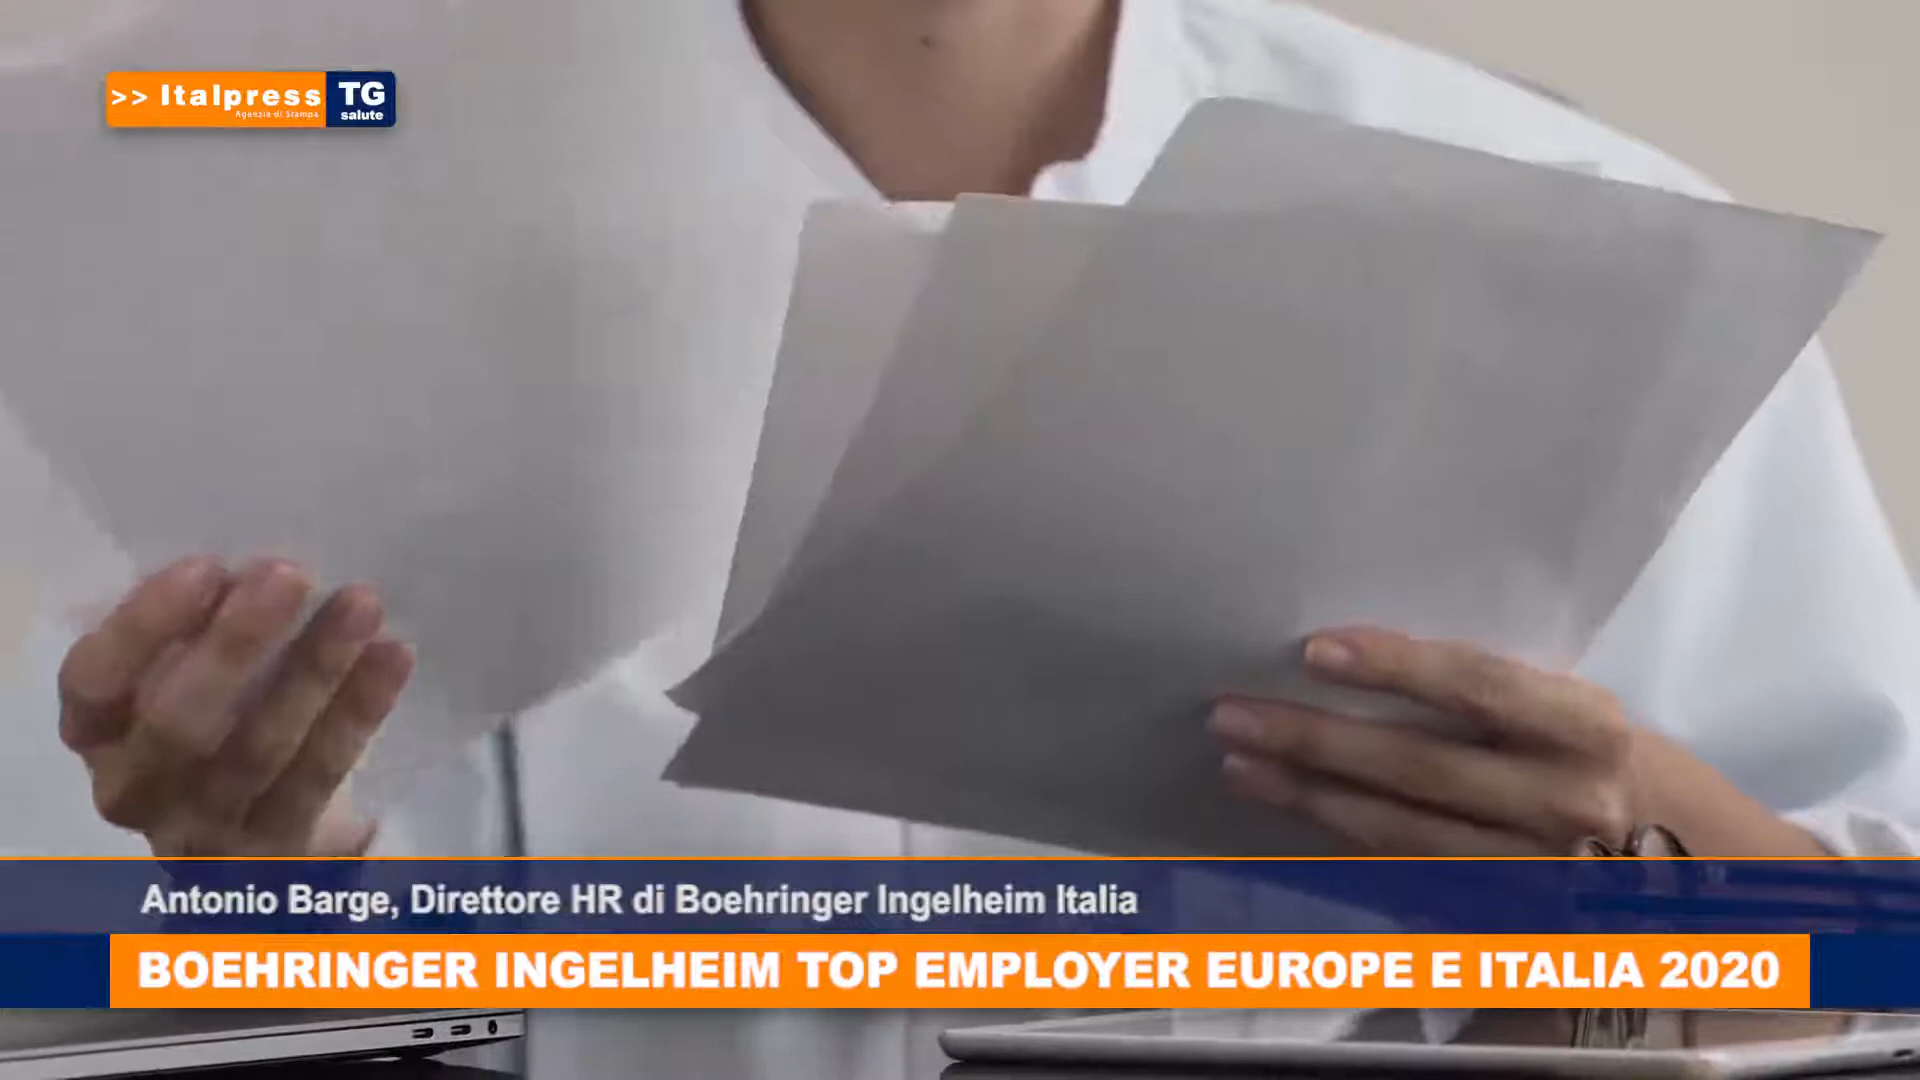 >> Italpress
Agenzia di Stampa
TG
salute
Antonio Barge, Direttore HR di Boehringer Ingelheim Italia
BOEHRINGER INGELHEIM TOP EMPLOYER EUROPE E ITALIA 2020